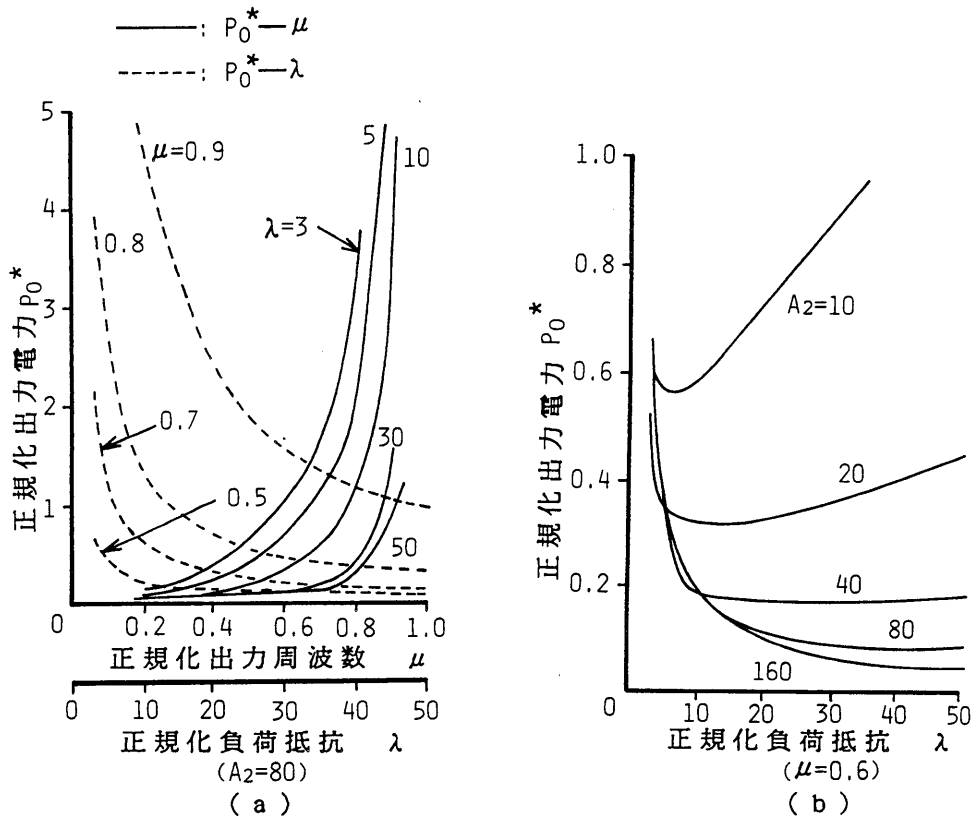 ——: P0*—μ
-----: P0*—λ
正規化出力電力 P0*
5
4
3
2
1
0
μ=0.9
0.8
0.7
0.5
λ=3
5
10
30
50
0.2 0.4 0.6 0.8 1.0
正規化出力周波数 μ
0 10 20 30 40 50
正規化負荷抵抗 λ
(A2=80)
(a)
正規化出力電力 P0*
1.0
0.8
0.6
0.4
0.2
0
A2=10
20
40
80
160
10 20 30 40 50
正規化負荷抵抗 λ
(μ=0.6)
(b)